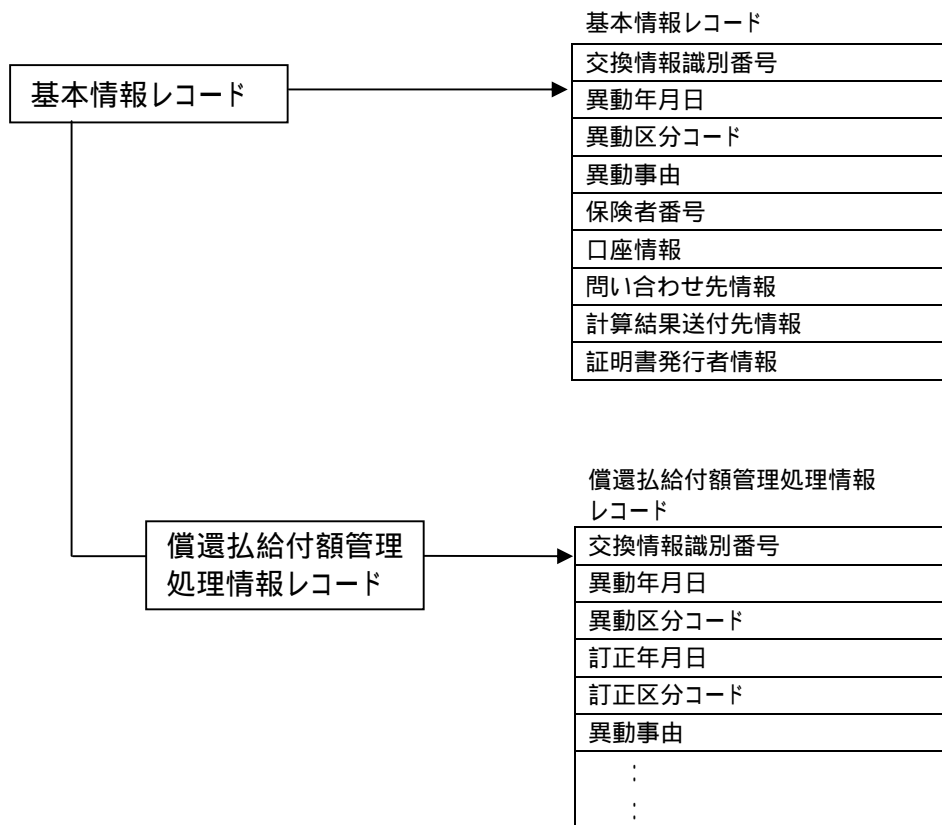 基本情報レコード
基本情報レコード
交換情報識別番号
異動年月日
異動区分コード
異動事由
保険者番号
口座情報
問い合わせ先情報
計算結果送付先情報
証明書発行者情報
償還払給付額管理
処理情報レコード
償還払給付額管理処理情報
レコード
交換情報識別番号
異動年月日
異動区分コード
訂正年月日
訂正区分コード
異動事由
:
: